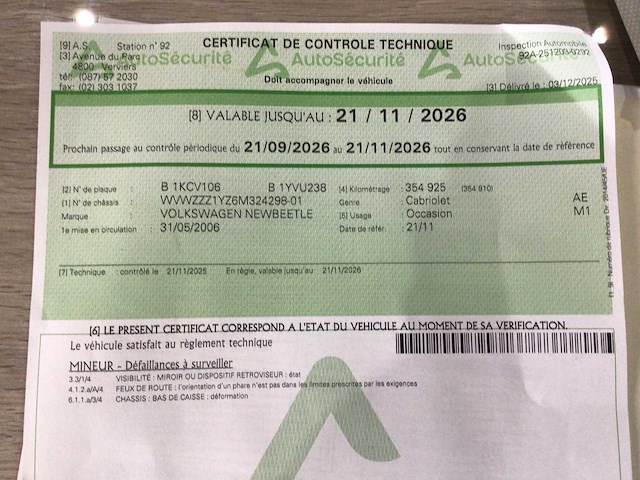 [9] A.S. Station n° 92 CERTIFICAT DE CONTROLE TECHNIQUE Inspection Automobile
[3] Avenue du Parc AutoSécurité AutoSécurité AutoSécurité 92A-251203-9292
4800 Verviers
tél: (087) 57 2030 Doit accompagner le véhicule
fax: (02) 303 1037 [3] Délivré le : 03/12/2025
[8] VALABLE JUSQU'AU : 21 / 11 / 2026
Prochain passage au contrôle périodique du 21/09/2026 au 21/11/2026 tout en conservant la date de référence
[2] N° de plaque : B 1KCV106 B 1YVU238 [4] Kilométrage : 354 925 (354 910)
[1] N° de châssis : WVWZZZ1YZ6M324298-01 Genre : Cabriolet AE
Marque : VOLKSWAGEN NEWBEETLE [5] Usage : Occasion M1
1e mise en circulation : 31/05/2006 Date de référ. : 21/11
[7] Technique : contrôlé le 21/11/2025 En règle, valable jusqu'au 21/11/2026
[6] LE PRESENT CERTIFICAT CORRESPOND A L'ETAT DU VEHICULE AU MOMENT DE SA VERIFICATION.
Le véhicule satisfait au règlement technique
MINEUR - Défaillances à surveiller
3.3/1/4 VISIBILITÉ : MIROIR OU DISPOSITIF RETROVISEUR : état
4.1.2.a/A/4 FEUX DE ROUTE : l'orientation d'un phare n'est pas dans les limites prescrites par les exigences
6.1.1.a/3/4 CHASSIS : BAS DE CAISSE : déformation